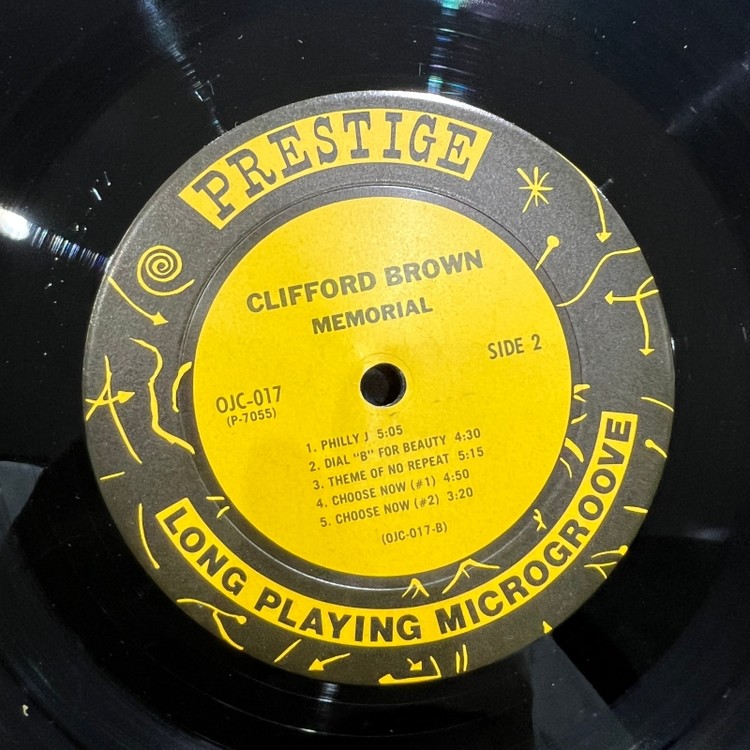 PRESTIGE
CLIFFORD BROWN
MEMORIAL
SIDE 2
OJC-017
(P-7055)
1. PHILLY J 5:05
2. DIAL "B" FOR BEAUTY 4:30
3. THEME OF NO REPEAT 5:15
4. CHOOSE NOW (#1) 4:50
5. CHOOSE NOW (#2) 3:20
(OJC-017-B)
LONG PLAYING MICROGROOVE